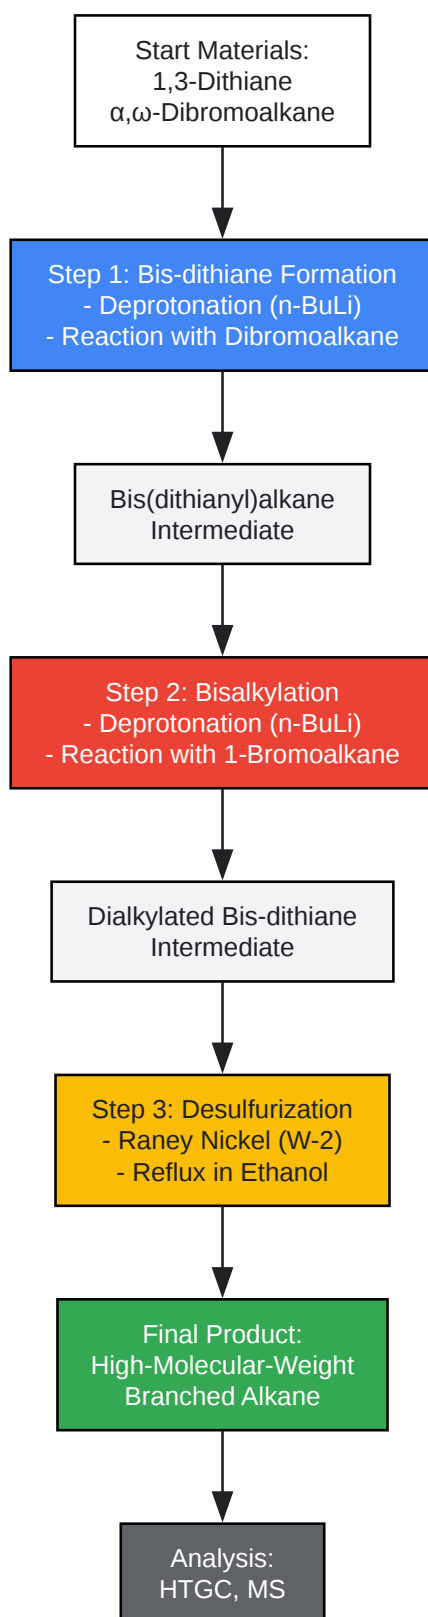 Start Materials:
1,3-Dithiane
α,ω-Dibromoalkane
Step 1: Bis-dithiane Formation
- Deprotonation (n-BuLi)
- Reaction with Dibromoalkane
Bis(dithianyl)alkane
Intermediate
Step 2: Bisalkylation
- Deprotonation (n-BuLi)
- Reaction with 1-Bromoalkane
Dialkylated Bis-dithiane
Intermediate
Step 3: Desulfurization
- Raney Nickel (W-2)
- Reflux in Ethanol
Final Product:
High-Molecular-Weight
Branched Alkane
Analysis:
HTGC, MS